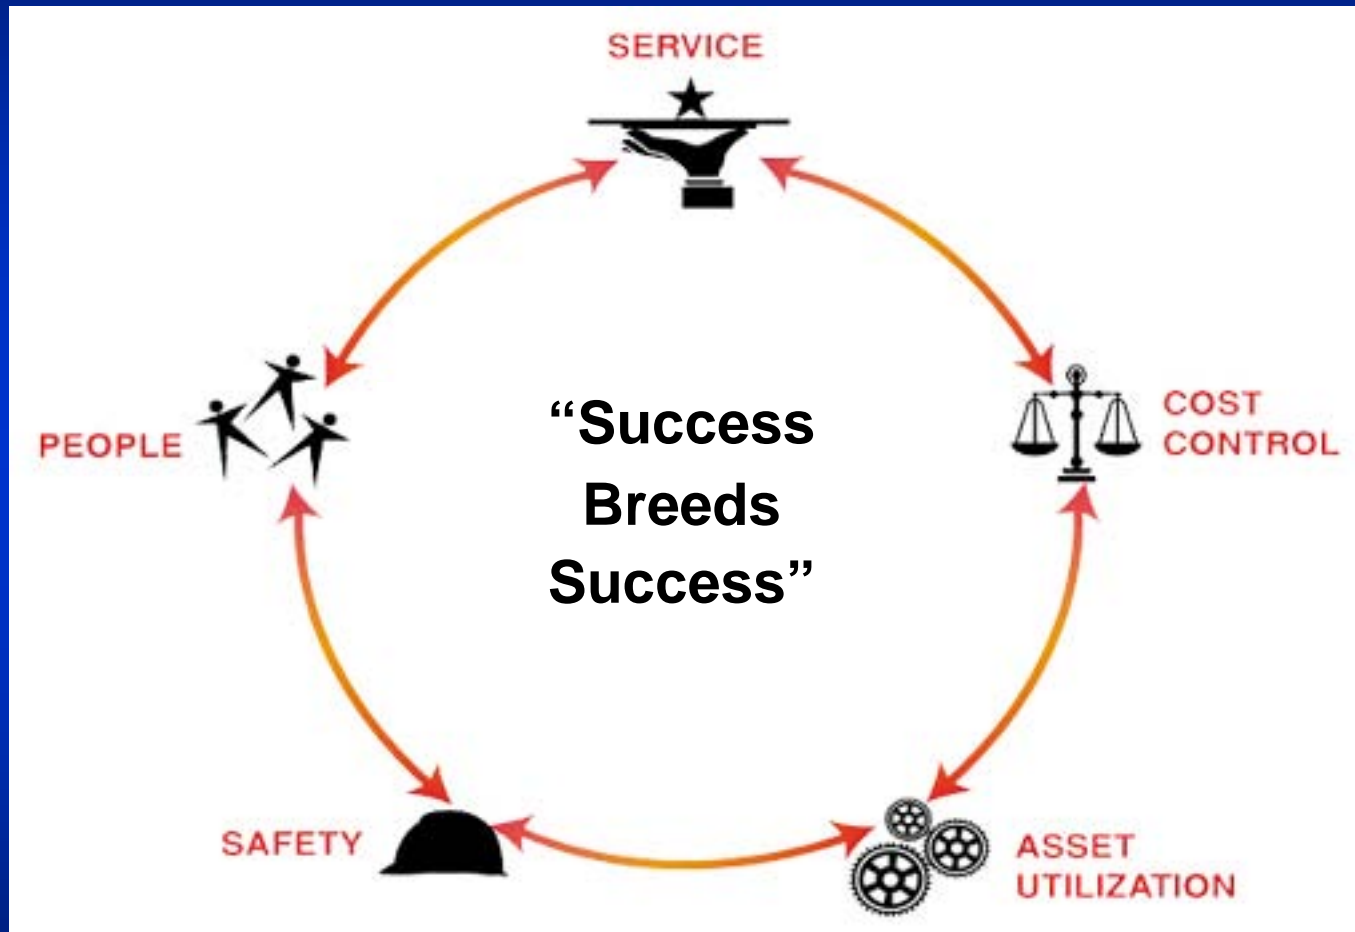 SERVICE
PEOPLE
“Success
Breeds
Success”
COST
CONTROL
SAFETY
ASSET
UTILIZATION